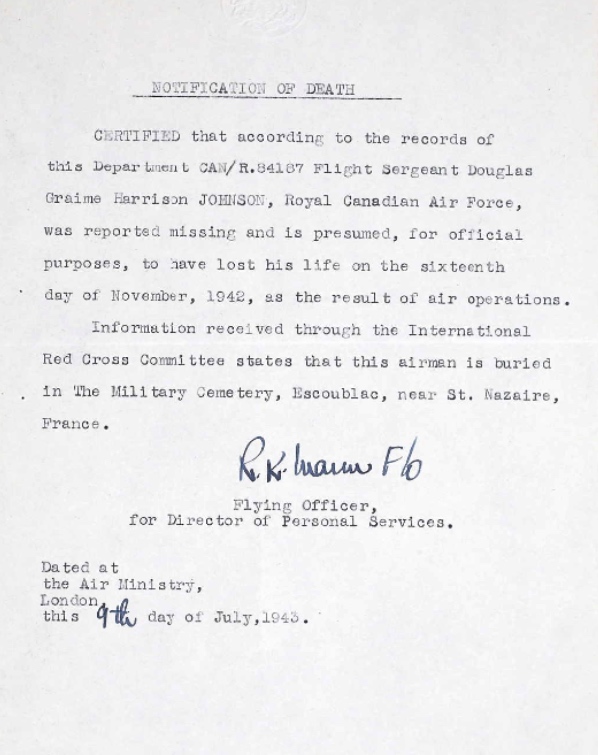 NOTIFICATION OF DEATH
CERTIFIED that according to the records of
this Department CAN/R.84187 Flight Sergeant Douglas
Graime Harrison JOHNSON, Royal Canadian Air Force,
was reported missing and is presumed, for official
purposes, to have lost his life on the sixteenth
day of November, 1942, as the result of air operations.
Information received through the International
Red Cross Committee states that this airman is buried
in The Military Cemetery, Escoublac, near St. Nazaire,
France.
R. K. Mann F/O
Flying Officer,
for Director of Personal Services.
Dated at
the Air Ministry,
London,
this 9th day of July,1943.